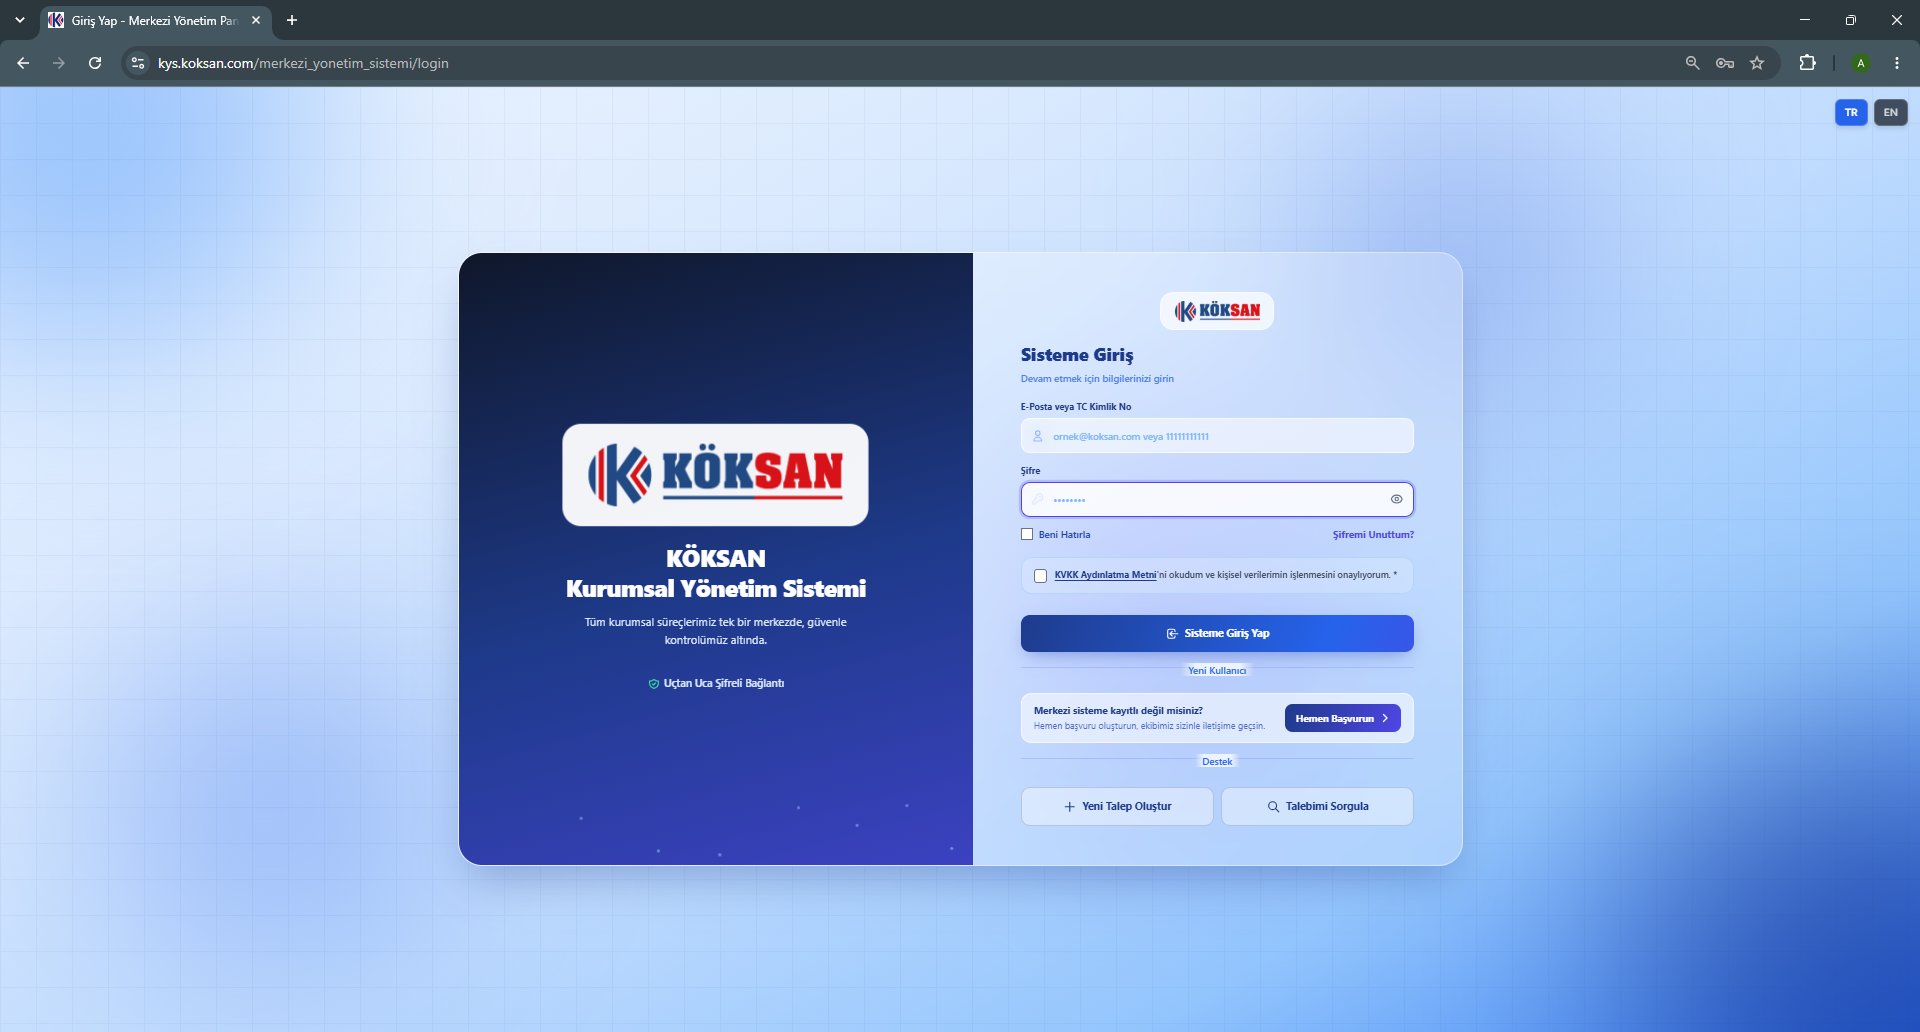 Giriş Yap - Merkezi Yönetim Pan
kys.koksan.com/merkezi_yonetim_sistemi/login
A
TR
EN
KÖKSAN
KÖKSAN
Kurumsal Yönetim Sistemi
Tüm kurumsal süreçlerimiz tek bir merkezde, güvenle
kontrolümüz altında.
Uçtan Uca Şifreli Bağlantı
KÖKSAN
Sisteme Giriş
Devam etmek için bilgilerinizi girin
E-Posta veya TC Kimlik No
ornek@koksan.com veya 11111111111
Şifre
••••••••
Beni Hatırla
Şifremi Unuttum?
KVKK Aydınlatma Metni'ni okudum ve kişisel verilerimin işlenmesini onaylıyorum. *
Sisteme Giriş Yap
Yeni Kullanıcı
Merkezi sisteme kayıtlı değil misiniz?
Hemen başvuru oluşturun, ekibimiz sizinle iletişime geçsin.
Hemen Başvurun
Destek
Yeni Talep Oluştur
Talebimi Sorgula